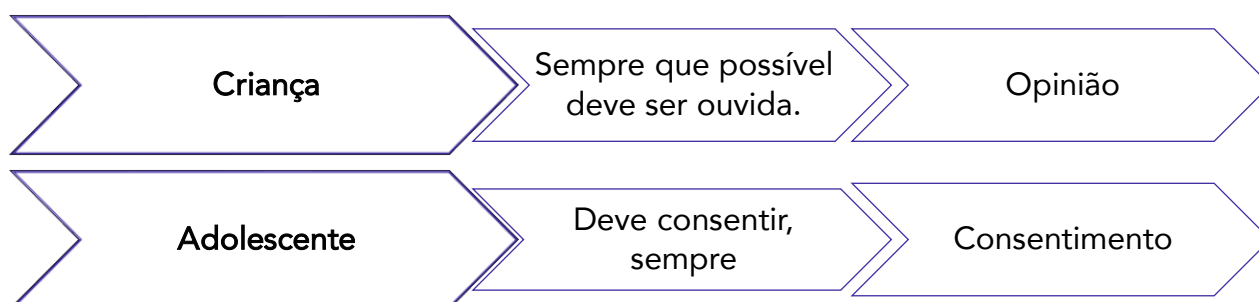 Criança
Sempre que possível
deve ser ouvida.
Opinião
Adolescente
Deve consentir,
sempre
Consentimento